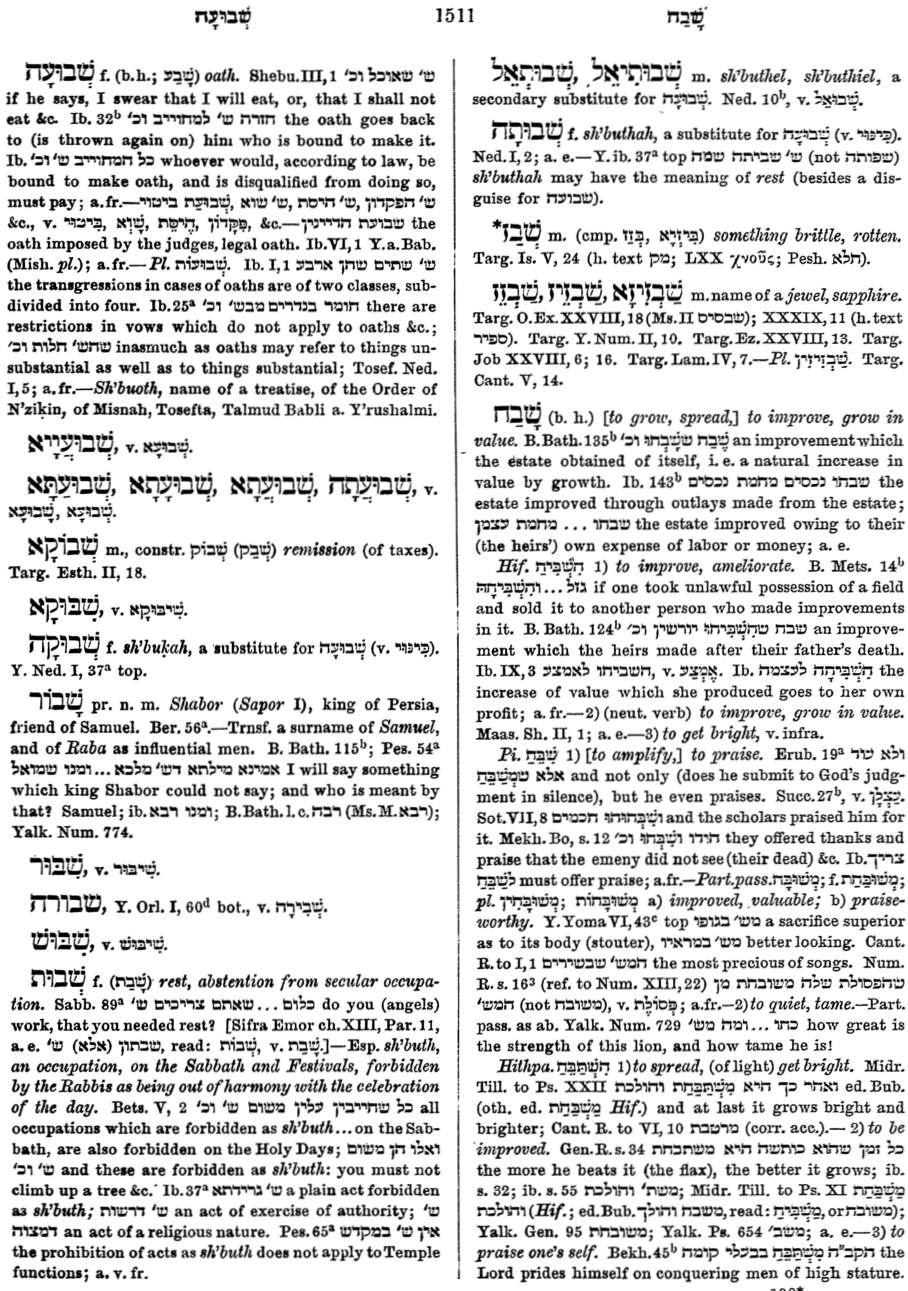 שְׁבוּעָה 1511 שָׁבַח
שְׁבוּעָה f. (b.h.; שָׁבַע) oath. Shebu. III, 1 ש׳ שאוכל וכ׳
if he says, I swear that I will eat, or, that I shall not
eat &c. Ib. 32ᵇ חזרה ש׳ למחוייב וכ׳ the oath goes back
to (is thrown again on) him who is bound to make it.
Ib. כל המחוייב ש׳ וכ׳ whoever would, according to law, be
bound to make oath, and is disqualified from doing so,
must pay; a. fr.—שְׁבוּעַת ביטוי, ש׳ שוא, ש׳ היסת, ש׳ הפקדון
&c., v. בִּיטוּי, שָׁוְא, הֶיסֵּת, פִּקָּדוֹן, &c.—שבועת הדיינין the
oath imposed by the judges, legal oath. Ib. VI, 1 Y. a. Bab.
(Mish. pl.); a. fr.—Pl. שְׁבוּעוֹת. Ib. I, 1 ש׳ שתים שהן ארבע
the transgressions in cases of oaths are of two classes, sub-
divided into four. Ib. 25ᵃ חומר בנדרים מבש׳ וכ׳ there are
restrictions in vows which do not apply to oaths &c.;
שהש׳ חלות וכ׳ inasmuch as oaths may refer to things un-
substantial as well as to things substantial; Tosef. Ned.
I, 5; a. fr.—Sh'buoth, name of a treatise, of the Order of
N'ziḳin, of Misnah, Tosefta, Talmud Babli a. Y'rushalmi.
שְׁבוּעֲיָיא, v. שְׁבוּעָא.
שְׁבוּעֲתָה, שְׁבוּעֲתָא, שְׁבוּעָתָא, שְׁבוּעְתָּא, v.
שְׁבוּעָא, שָׁבוּעָא.
שְׁבוֹקָא m., constr. שְׁבוֹק (שְׁבַק) remission (of taxes).
Targ. Esth. II, 18.
שִׁבּוּקָא, v. שִׁיבּוּקָא.
שְׁבוּקָה f. sh'buḳah, a substitute for שְׁבוּעָה (v. כִּינּוּי).
Y. Ned. I, 37ᵃ top.
שָׁבוֹר pr. n. m. Shabor (Sapor I), king of Persia,
friend of Samuel. Ber. 56ᵃ.—Trnsf. a surname of Samuel,
and of Raba as influential men. B. Bath. 115ᵇ; Pes. 54ᵃ
אמינא מילתא דש׳ מלכא ... ומנו שמואל I will say something
which king Shabor could not say; and who is meant by
that? Samuel; ib. ומנו רבא; B. Bath. l. c. רבה (Ms. M. רבא);
Yalk. Num. 774.
שִׁבּוּר, v. שִׁיבּוּר.
שבורה, Y. Orl. I, 60ᵈ bot., v. שְׁבִירָה.
שִׁבּוּשׁ, v. שִׁיבּוּשׁ.
שְׁבוּת f. (שָׁבַת) rest, abstention from secular occupa-
tion. Sabb. 89ᵃ כלום ... שאתם צריכים ש׳ do you (angels)
work, that you needed rest? [Sifra Emor ch. XIII, Par. 11,
a. e. ש׳ (אלא) שבתון, read: שְׁבוֹת, v. שַׁבָּת.]—Esp. sh'buth,
an occupation, on the Sabbath and Festivals, forbidden
by the Rabbis as being out of harmony with the celebration
of the day. Bets. V, 2 כל שחייבין עליו משום ש׳ וכ׳ all
occupations which are forbidden as sh'buth ... on the Sab-
bath, are also forbidden on the Holy Days; ואלו הן משום
ש׳ וכ׳ and these are forbidden as sh'buth: you must not
climb up a tree &c. Ib. 37ᵃ ש׳ גרידתא a plain act forbidden
as sh'buth; ש׳ דרשות an act of exercise of authority; ש׳
דמצוה an act of a religious nature. Pes. 65ᵃ אין ש׳ במקדש
the prohibition of acts as sh'buth does not apply to Temple
functions; a. v. fr.
שְׁבוּתִיאֵל, שְׁבוּתְאֵל m. sh'buthel, sh'buthiel, a
secondary substitute for שְׁבוּעָה. Ned. 10ᵇ, v. שְׁבוּאֵל.
שְׁבוּתָה f. sh'buthah, a substitute for שְׁבוּעָה (v. כִּינּוּי).
Ned. I, 2; a. e.—Y. ib. 37ᵃ top ש׳ שביתה שמה (not שפותה)
sh'buthah may have the meaning of rest (besides a dis-
guise for שבועה).
*שְׁבַז m. (cmp. בָּזַז, בִּיזְיָא) something brittle, rotten.
Targ. Is. V, 24 (h. text מק; LXX χνοῦς; Pesh. חלא).
שַׁבְזִיזָא, שַׁבְזִיז, שַׁבְזֵז m. name of a jewel, sapphire.
Targ. O. Ex. XXVIII, 18 (Ms. II שבסיס); XXXIX, 11 (h. text
ספיר). Targ. Y. Num. II, 10. Targ. Ez. XXVIII, 13. Targ.
Job XXVIII, 6; 16. Targ. Lam. IV, 7.—Pl. שַׁבְזִיזִין. Targ.
Cant. V, 14.
שָׁבַח (b. h.) [to grow, spread,] to improve, grow in
value. B. Bath. 135ᵇ שֶׁבַח שֶׁשָּׁבְחוּ וכ׳ an improvement which
the estate obtained of itself, i. e. a natural increase in
value by growth. Ib. 143ᵇ שבחו נכסים מחמת נכסים the
estate improved through outlays made from the estate;
שבחו ... מחמת עצמן the estate improved owing to their
(the heirs') own expense of labor or money; a. e.
Hif. הִשְׁבִּיחַ 1) to improve, ameliorate. B. Mets. 14ᵇ
גזל ... וְהִשְׁבִּיחָהּ if one took unlawful possession of a field
and sold it to another person who made improvements
in it. B. Bath. 124ᵇ שבח שֶׁהִשְׁבִּיחוּ יורשין וכ׳ an improve-
ment which the heirs made after their father's death.
Ib. IX, 3 השביחו לאמצע, v. אֶמְצַע. Ib. הִשְׁבִּיחָה לעצמה the
increase of value which she produced goes to her own
profit; a. fr.—2) (neut. verb) to improve, grow in value.
Maas. Sh. II, 1; a. e.—3) to get bright, v. infra.
Pi. שִׁבַּח 1) [to amplify,] to praise. Erub. 19ᵃ ולא עוד
אלא שֶׁמְּשַׁבֵּחַ and not only (does he submit to God's judg-
ment in silence), but he even praises. Succ. 27ᵇ, v. עַצְלָן.
Sot. VII, 8 וְשִׁבְּחוּהוּ חכמים and the scholars praised him for
it. Mekh. Bo, s. 12 הודו וְשִׁבְּחוּ וכ׳ they offered thanks and
praise that the emeny did not see (their dead) &c. Ib. צריך
לְשַׁבֵּחַ must offer praise; a. fr.—Part. pass. מְשׁוּבָּח; f. מְשׁוּבַּחַת;
pl. מְשׁוּבָּחִין; מְשׁוּבָּחוֹת a) improved, valuable; b) praise-
worthy. Y. Yoma VI, 43ᶜ top מש׳ בגופו a sacrifice superior
as to its body (stouter), מש׳ במראיו better looking. Cant.
R. to I, 1 המש׳ שבשירים the most precious of songs. Num.
R. s. 16³ (ref. to Num. XIII, 22) שהפסולת שלה משובחת מן
המש׳ (not משובח), v. פְּסוֹלֶת; a. fr.—2) to quiet, tame.—Part.
pass. as ab. Yalk. Num. 729 כחו ... ומה מש׳ how great is
the strength of this lion, and how tame he is!
Hithpa. הִשְׁתַּבֵּחַ 1) to spread, (of light) get bright. Midr.
Till. to Ps. XXII ואחר כך היא מִשְׁתַּבַּחַת והולכת ed. Bub.
(oth. ed. מַשְׁבַּחַת Hif.) and at last it grows bright and
brighter; Cant. R. to VI, 10 מרטבת (corr. acc.).— 2) to be
improved. Gen. R. s. 34 כל זמן שהוא כותשה היא משתבחת
the more he beats it (the flax), the better it grows; ib.
s. 32; ib. s. 55 משת׳ והולכת; Midr. Till. to Ps. XI מַשְׁבַּחַת
והולכת (Hif.; ed. Bub. משבח והולך, read: מַשְׁבִּיחַ, or משובחת);
Yalk. Gen. 95 משובחת; Yalk. Ps. 654 משב׳; a. e.—3) to
praise one's self. Bekh. 45ᵇ הקב״ה מִשְׁתַּבֵּחַ בבעלי קומה the
Lord prides himself on conquering men of high stature.